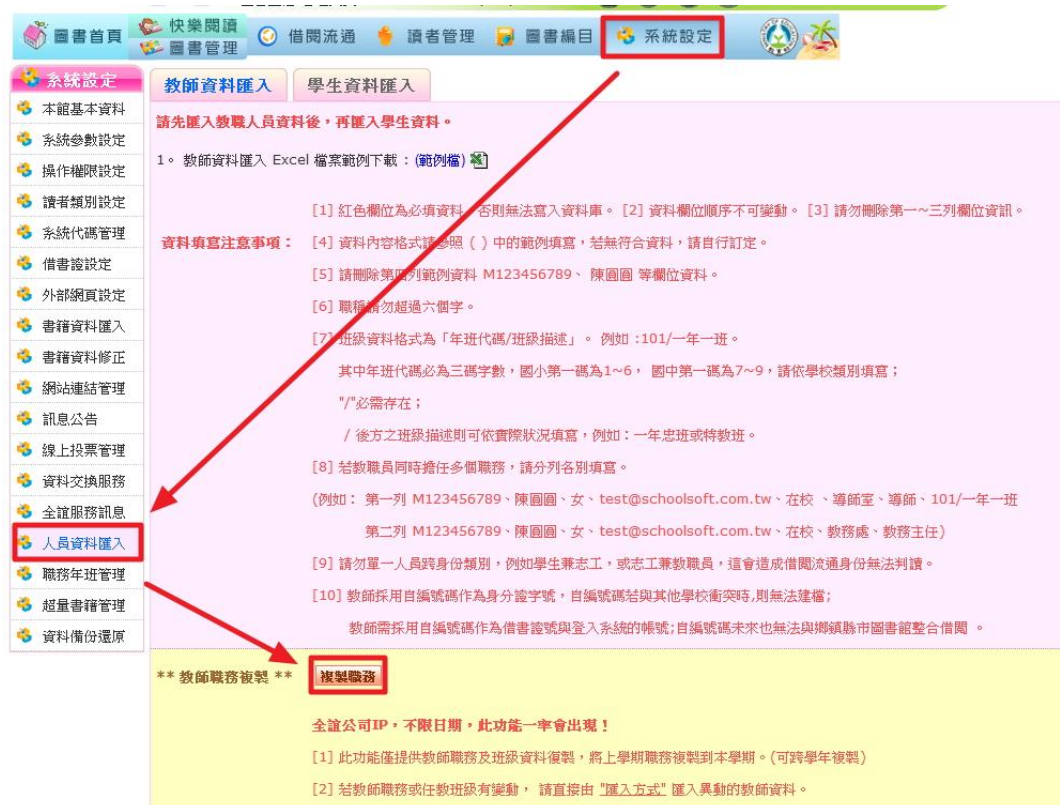 圖書首頁
快樂閱讀
圖書管理
借閱流通
讀者管理
圖書編目
系統設定
系統設定
本館基本資料
系統參數設定
操作權限設定
讀者類別設定
系統代碼管理
借書證設定
外部網頁設定
書籍資料匯入
書籍資料修正
網站連結管理
訊息公告
線上投票管理
資料交換服務
全誼服務訊息
人員資料匯入
職務年班管理
超量書籍管理
資料備份還原
教師資料匯入 學生資料匯入
請先匯入教職人員資料後，再匯入學生資料。
1。 教師資料匯入 Excel 檔案範例下載：(範例檔)
[1] 紅色欄位為必填資料，否則無法寫入資料庫。 [2] 資料欄位順序不可變動。 [3] 請勿刪除第一~三列欄位資訊。
資料填寫注意事項： [4] 資料內容格式請參照 ( ) 中的範例填寫，若無符合資料，請自行訂定。
[5] 請刪除第四列範例資料 M123456789、 陳圓圓 等欄位資料。
[6] 職稱請勿超過六個字。
[7] 班級資料格式為「年班代碼/班級描述」。 例如 :101/一年一班。
其中年班代碼必為三碼字數，國小第一碼為1~6， 國中第一碼為7~9，請依學校類別填寫；
"/"必需存在；
/ 後方之班級描述則可依實際狀況填寫，例如：一年忠班或特教班。
[8] 若教職員同時擔任多個職務，請分列各別填寫。
(例如： 第一列 M123456789、陳圓圓、女、test@schoolsoft.com.tw、在校 、導師室、導師、101/一年一班
第二列 M123456789、陳圓圓、女、test@schoolsoft.com.tw、在校、教務處、教務主任)
[9] 請勿單一人員跨身份類別，例如學生兼志工，或志工兼教職員，這會造成借閱流通身份無法判讀。
[10] 教師採用自編號碼作為身分證字號，自編號碼若與其他學校衝突時,則無法建檔;
教師需採用自編號碼作為借書證號與登入系統的帳號;自編號碼未來也無法與鄉鎮縣市圖書館整合借閱 。
** 教師職務複製 ** 複製職務
全誼公司IP，不限日期，此功能一率會出現！
[1] 此功能僅提供教師職務及班級資料復製，將上學期職務複製到本學期。(可跨學年複製)
[2] 若教師職務或任教班級有變動， 請直接由 "匯入方式" 匯入異動的教師資料。